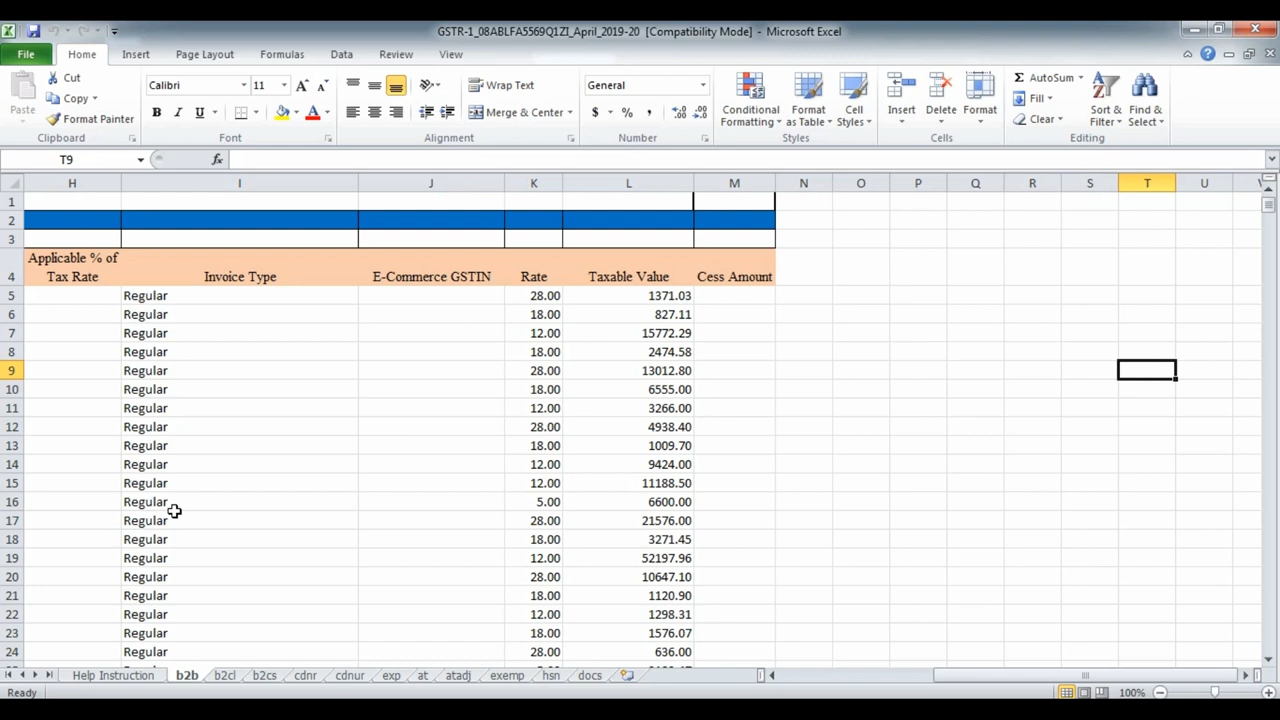 GSTR-1_08ABLFA5569Q1ZI_April_2019-20 [Compatibility Mode] - Microsoft Excel
File Home Insert Page Layout Formulas Data Review View
Paste
Cut
Copy
Format Painter
Clipboard
Calibri 11
B I U
Font
Wrap Text
Merge & Center
Alignment
General
$ % ,
Number
Conditional Formatting
Format as Table
Cell Styles
Styles
Insert
Delete
Format
Cells
Σ AutoSum
Fill
Clear
Sort & Filter
Find & Select
Editing
T9 fx
H I J K L M N O P Q R S T U
1
2
3
Applicable % of
4 Tax Rate Invoice Type E-Commerce GSTIN Rate Taxable Value Cess Amount
5 Regular 28.00 1371.03
6 Regular 18.00 827.11
7 Regular 12.00 15772.29
8 Regular 18.00 2474.58
9 Regular 28.00 13012.80
10 Regular 18.00 6555.00
11 Regular 12.00 3266.00
12 Regular 28.00 4938.40
13 Regular 18.00 1009.70
14 Regular 12.00 9424.00
15 Regular 12.00 11188.50
16 Regular 5.00 6600.00
17 Regular 28.00 21576.00
18 Regular 18.00 3271.45
19 Regular 12.00 52197.96
20 Regular 28.00 10647.10
21 Regular 18.00 1120.90
22 Regular 12.00 1298.31
23 Regular 18.00 1576.07
24 Regular 28.00 636.00
Help Instruction b2b b2cl b2cs cdnr cdnur exp at atadj exemp hsn docs
Ready 100%